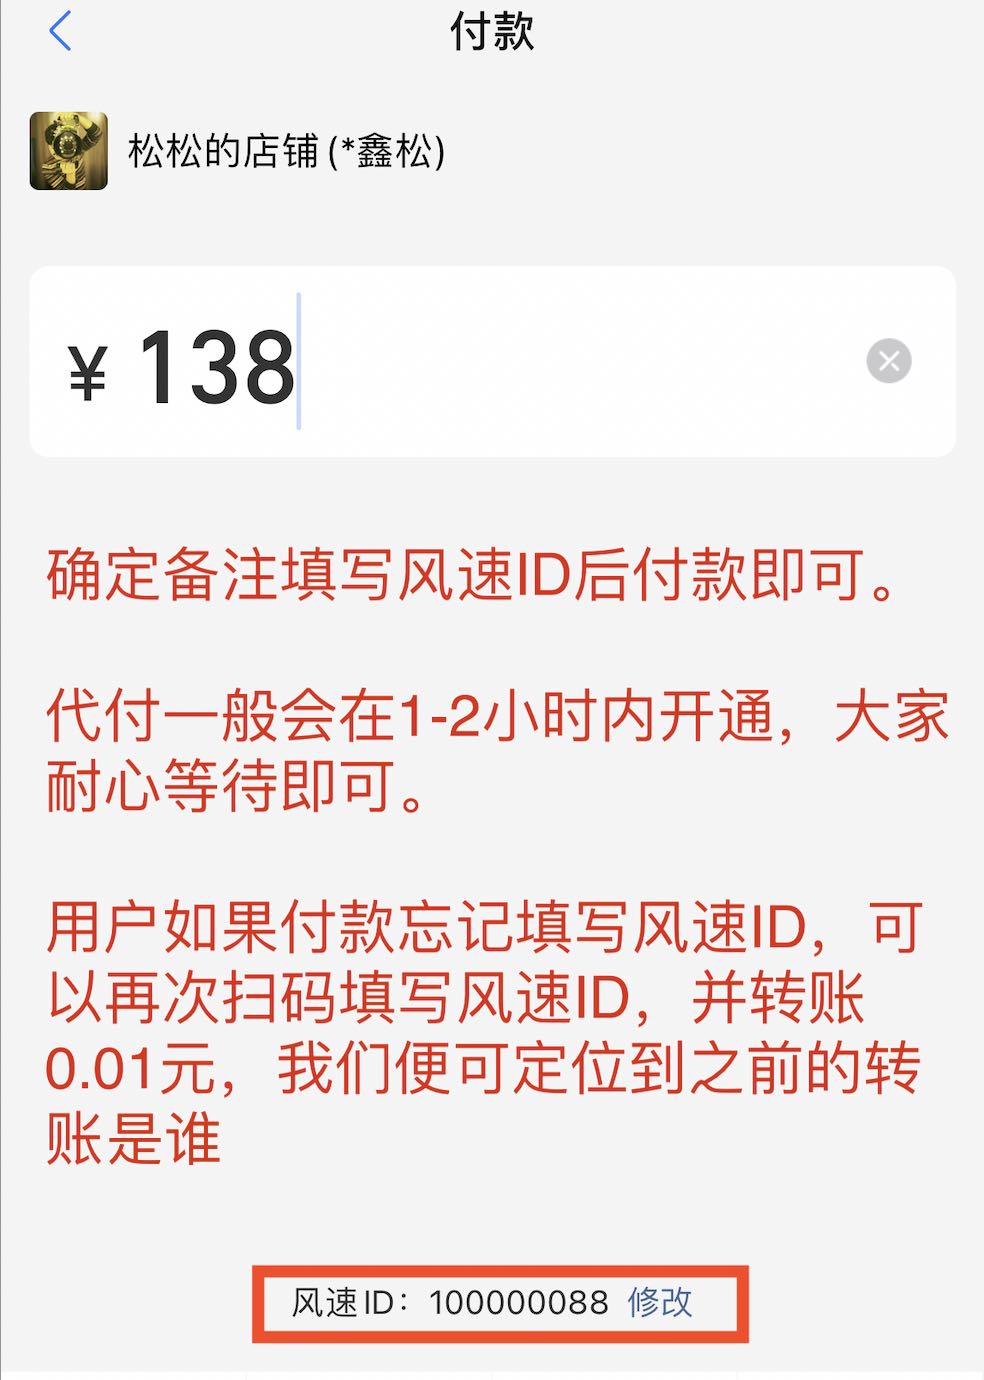 付款
松松的店铺(*鑫松)
¥ 138
确定备注填写风速ID后付款即可。
代付一般会在1-2小时内开通，大家
耐心等待即可。
用户如果付款忘记填写风速ID，可
以再次扫码填写风速ID，并转账
0.01元，我们便可定位到之前的转
账是谁
风速ID：100000088 修改